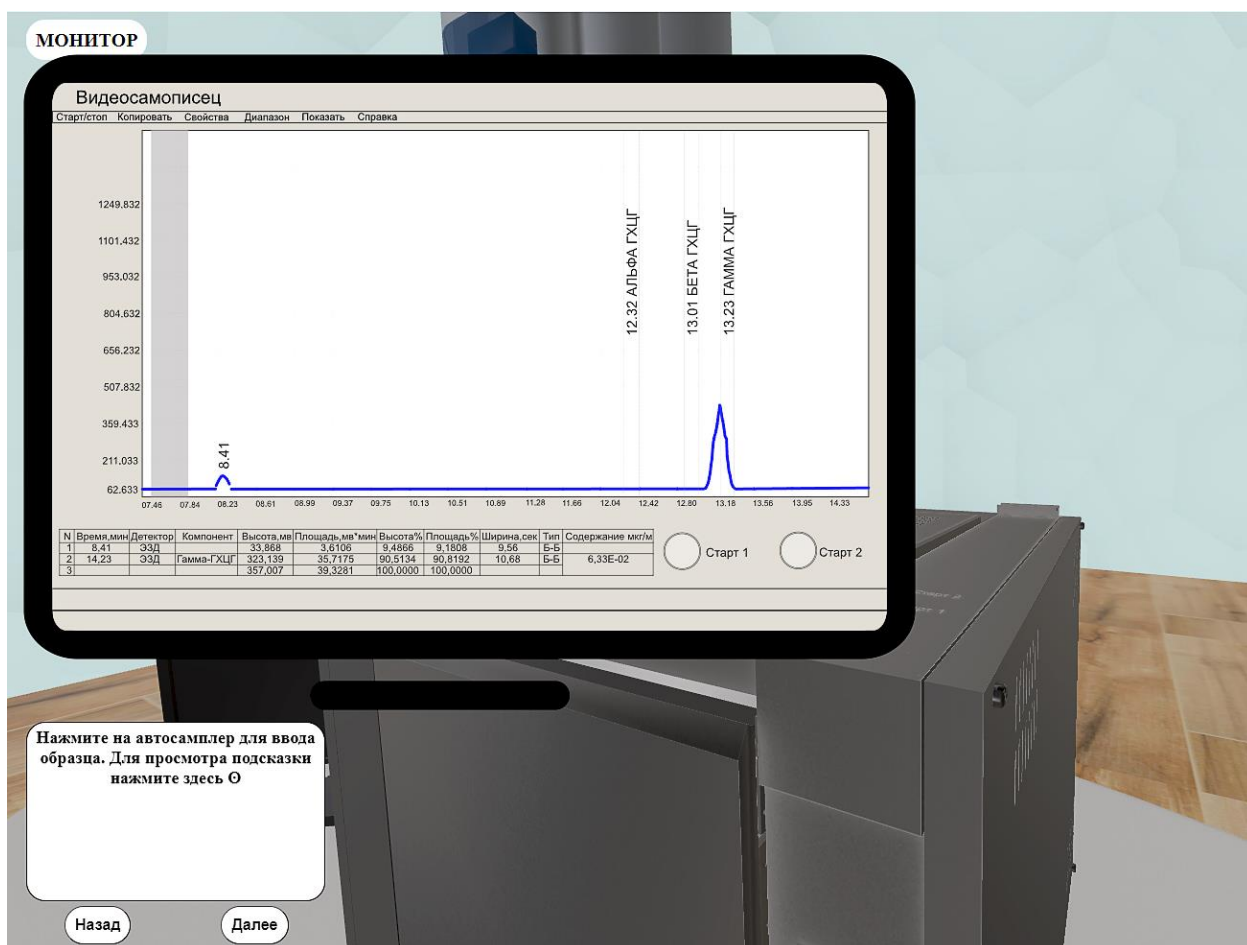 МОНИТОР
Видеосамописец
Старт/стоп Копировать Свойства Диапазон Показать Справка
1249,832
1101,432
953,032
804,632
656,232
507,832
359,433
211,033
62,633
8.41
12.32 АЛЬФА ГХЦГ
13.01 БЕТА ГХЦГ
13.23 ГАММА ГХЦГ
07.46 07.84 08.23 08.61 08.99 09.37 09.75 10.13 10.51 10.89 11.28 11.66 12.04 12.42 12.80 13.18 13.56 13.95 14.33
N Время,мин Детектор Компонент Высота,мв Площадь,мв*мин Высота% Площадь% Ширина,сек Тип Содержание мкг/м
1 8,41 ЭЗД 33,868 3,6106 9,4866 9,1808 9,56 Б-Б
2 14,23 ЭЗД Гамма-ГХЦГ 323,139 35,7175 90,5134 90,8192 10,68 Б-Б 6,33E-02
3 357,007 39,3281 100,0000 100,0000
Старт 1 Старт 2
Нажмите на автосамплер для ввода
образца. Для просмотра подсказки
нажмите здесь ʘ
Назад Далее